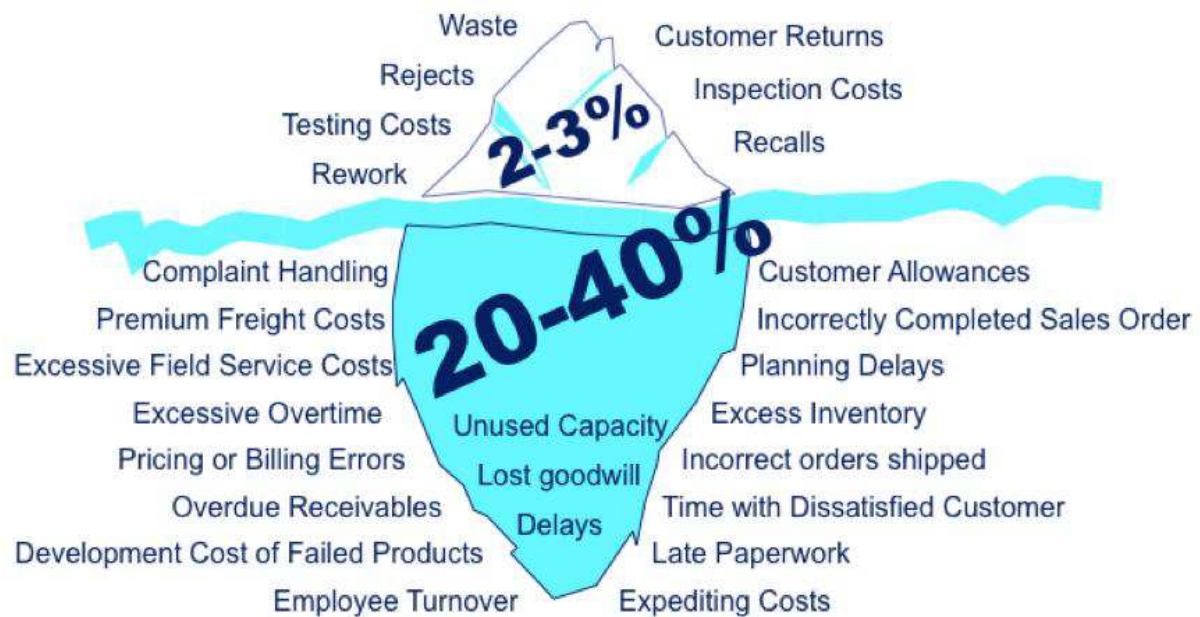 Waste
Customer Returns
Rejects
Inspection Costs
Testing Costs
2-3%
Recalls
Rework
20-40%
Complaint Handling
Customer Allowances
Premium Freight Costs
Incorrectly Completed Sales Order
Excessive Field Service Costs
Planning Delays
Excessive Overtime
Unused Capacity
Excess Inventory
Pricing or Billing Errors
Lost goodwill
Incorrect orders shipped
Overdue Receivables
Delays
Time with Dissatisfied Customer
Development Cost of Failed Products
Late Paperwork
Employee Turnover
Expediting Costs